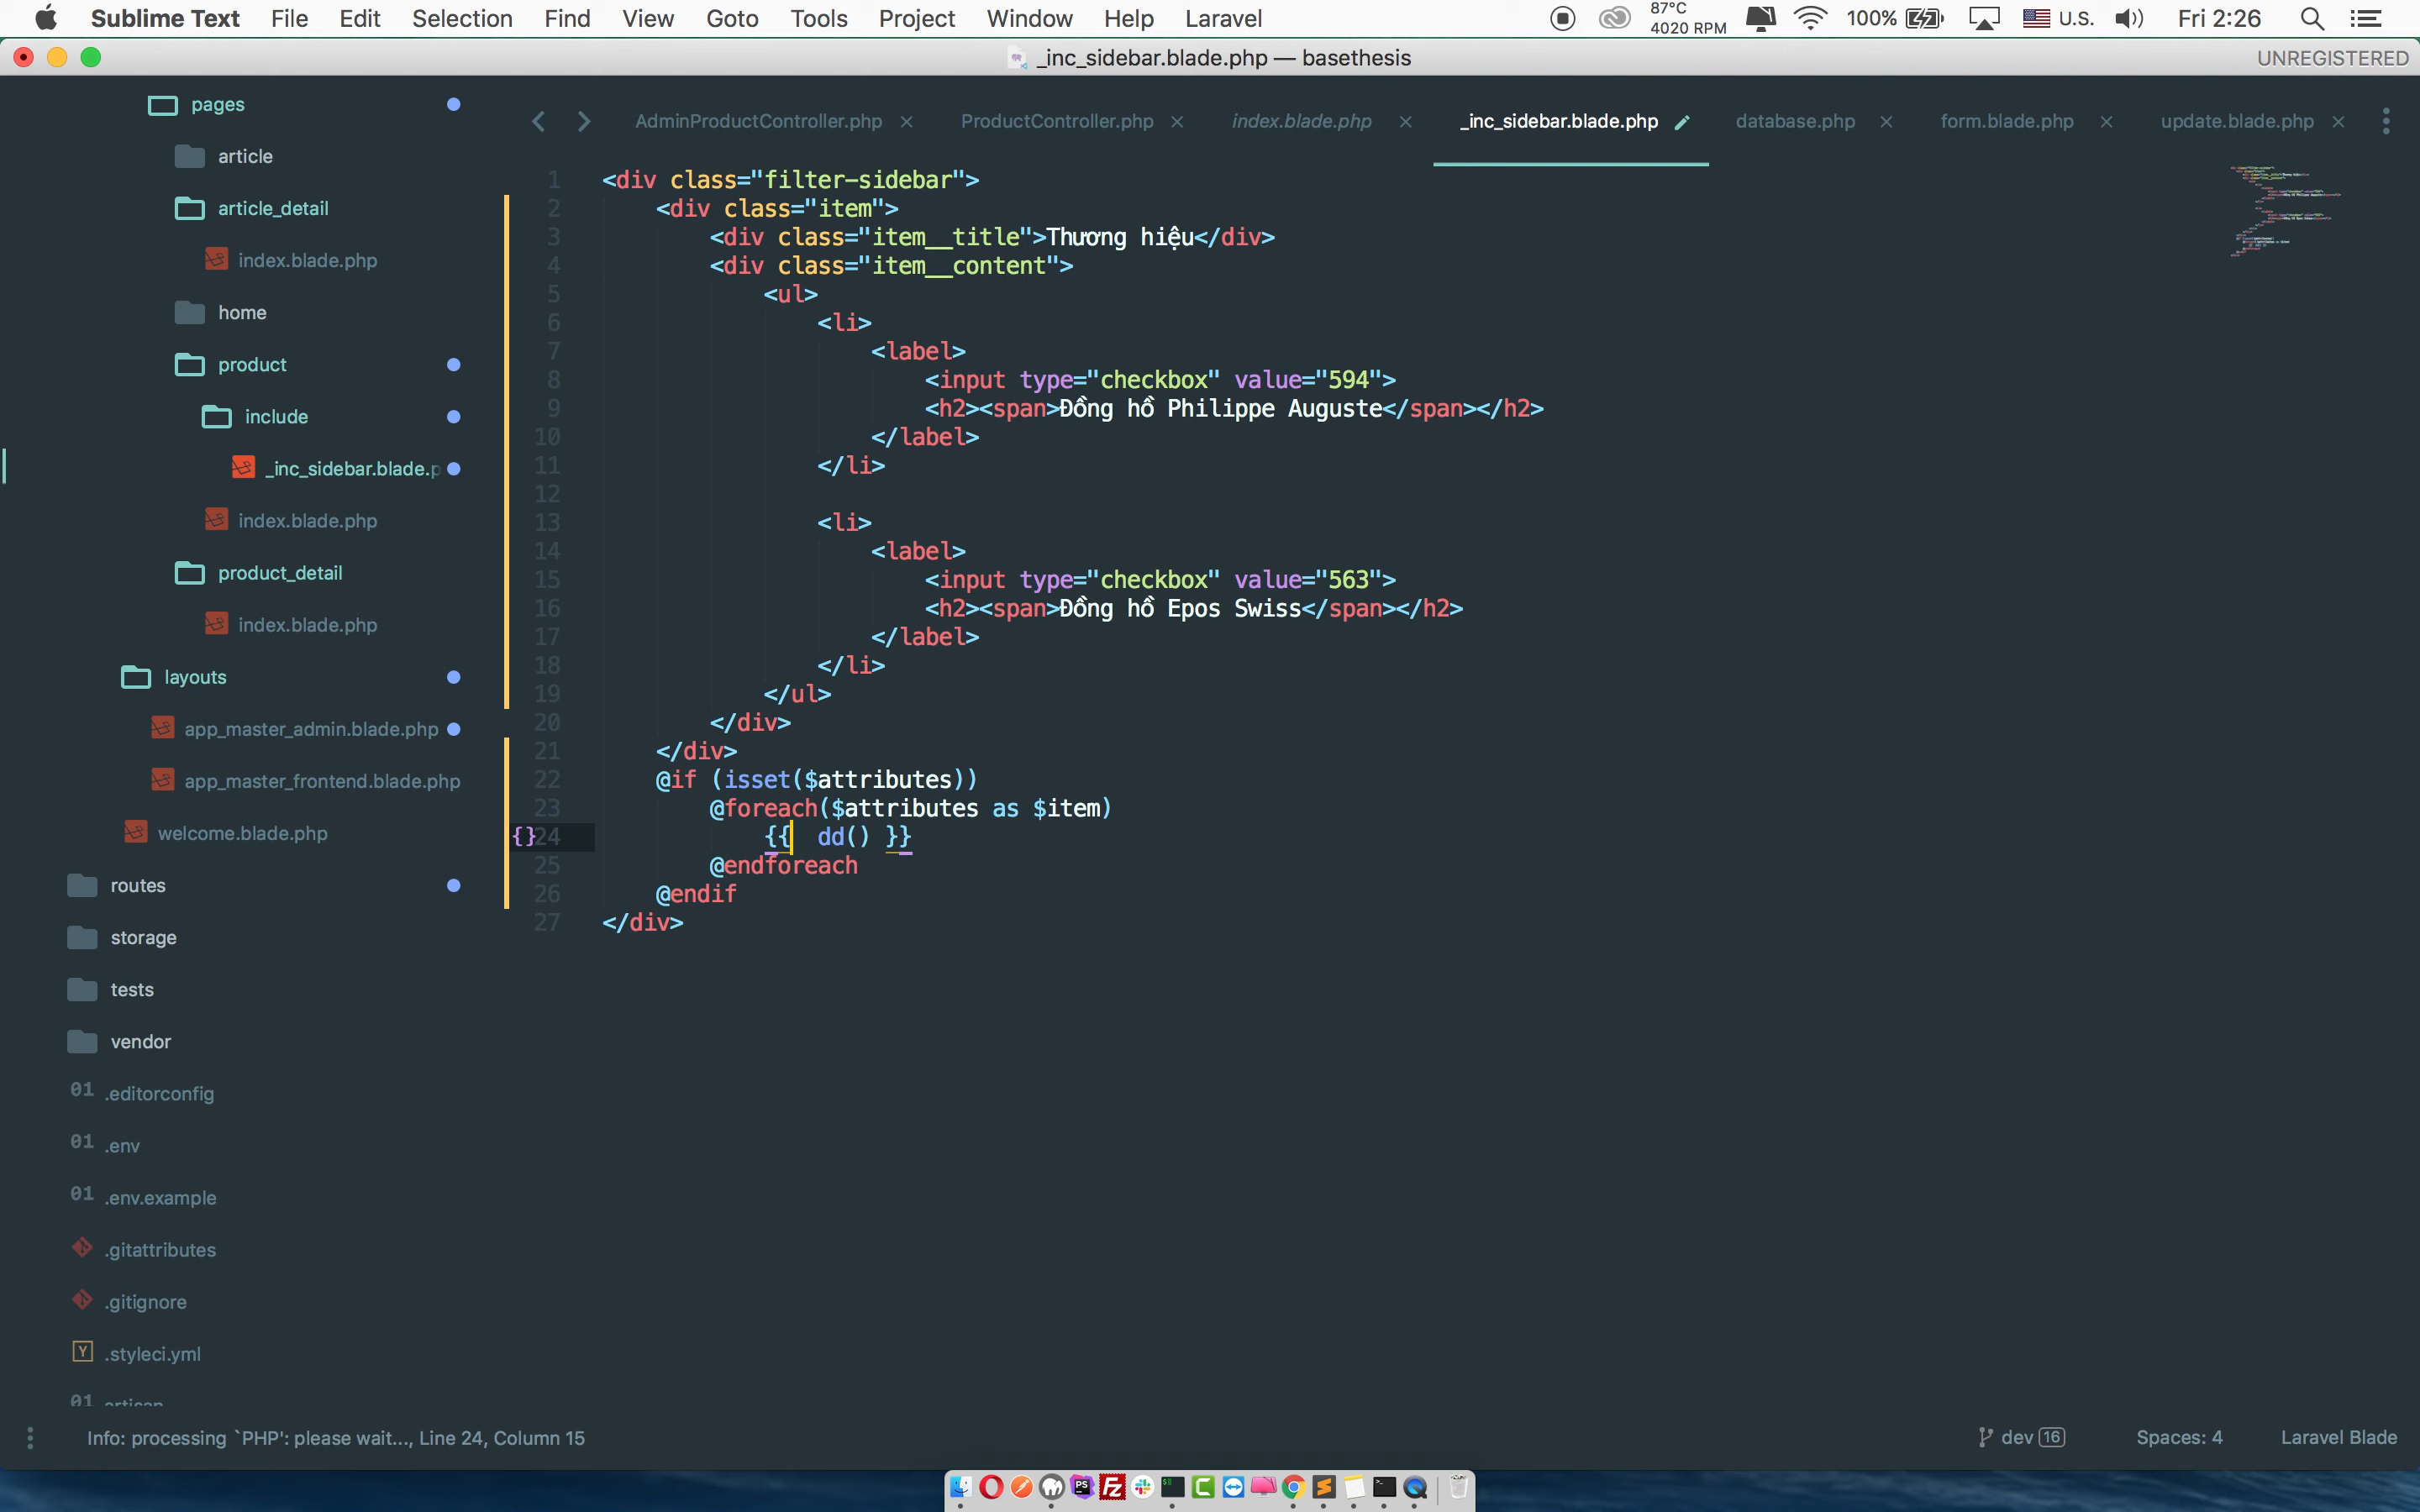 Sublime Text File Edit Selection Find View Goto Tools Project Window Help Laravel 87°C 4020 RPM 100% U.S. Fri 2:26
_inc_sidebar.blade.php — basethesis UNREGISTERED
AdminProductController.php ProductController.php index.blade.php _inc_sidebar.blade.php database.php form.blade.php update.blade.php
pages
article
article_detail
index.blade.php
home
product
include
_inc_sidebar.blade.p
index.blade.php
product_detail
index.blade.php
layouts
app_master_admin.blade.php
app_master_frontend.blade.php
welcome.blade.php
routes
storage
tests
vendor
01 .editorconfig
01 .env
01 .env.example
.gitattributes
.gitignore
Y .styleci.yml
01 artisan
1 <div class="filter-sidebar">
2 <div class="item">
3 <div class="item__title">Thương hiệu</div>
4 <div class="item__content">
5 <ul>
6 <li>
7 <label>
8 <input type="checkbox" value="594">
9 <h2><span>Đồng hồ Philippe Auguste</span></h2>
10 </label>
11 </li>
12
13 <li>
14 <label>
15 <input type="checkbox" value="563">
16 <h2><span>Đồng hồ Epos Swiss</span></h2>
17 </label>
18 </li>
19 </ul>
20 </div>
21 </div>
22 @if (isset($attributes))
23 @foreach($attributes as $item)
{}24 {{ dd() }}
25 @endforeach
26 @endif
27 </div>
Info: processing `PHP': please wait..., Line 24, Column 15 dev 16 Spaces: 4 Laravel Blade